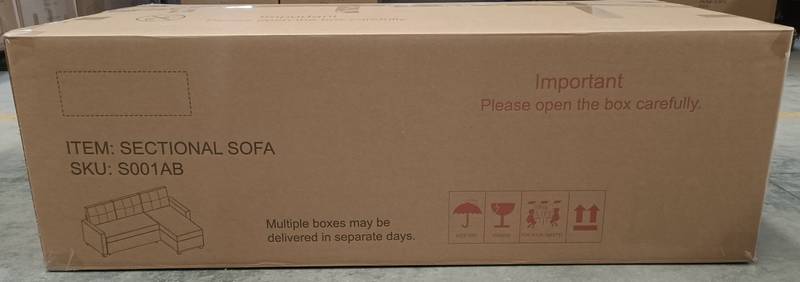 Important
Please open the box carefully.
ITEM: SECTIONAL SOFA
SKU: S001AB
Multiple boxes may be
delivered in separate days.